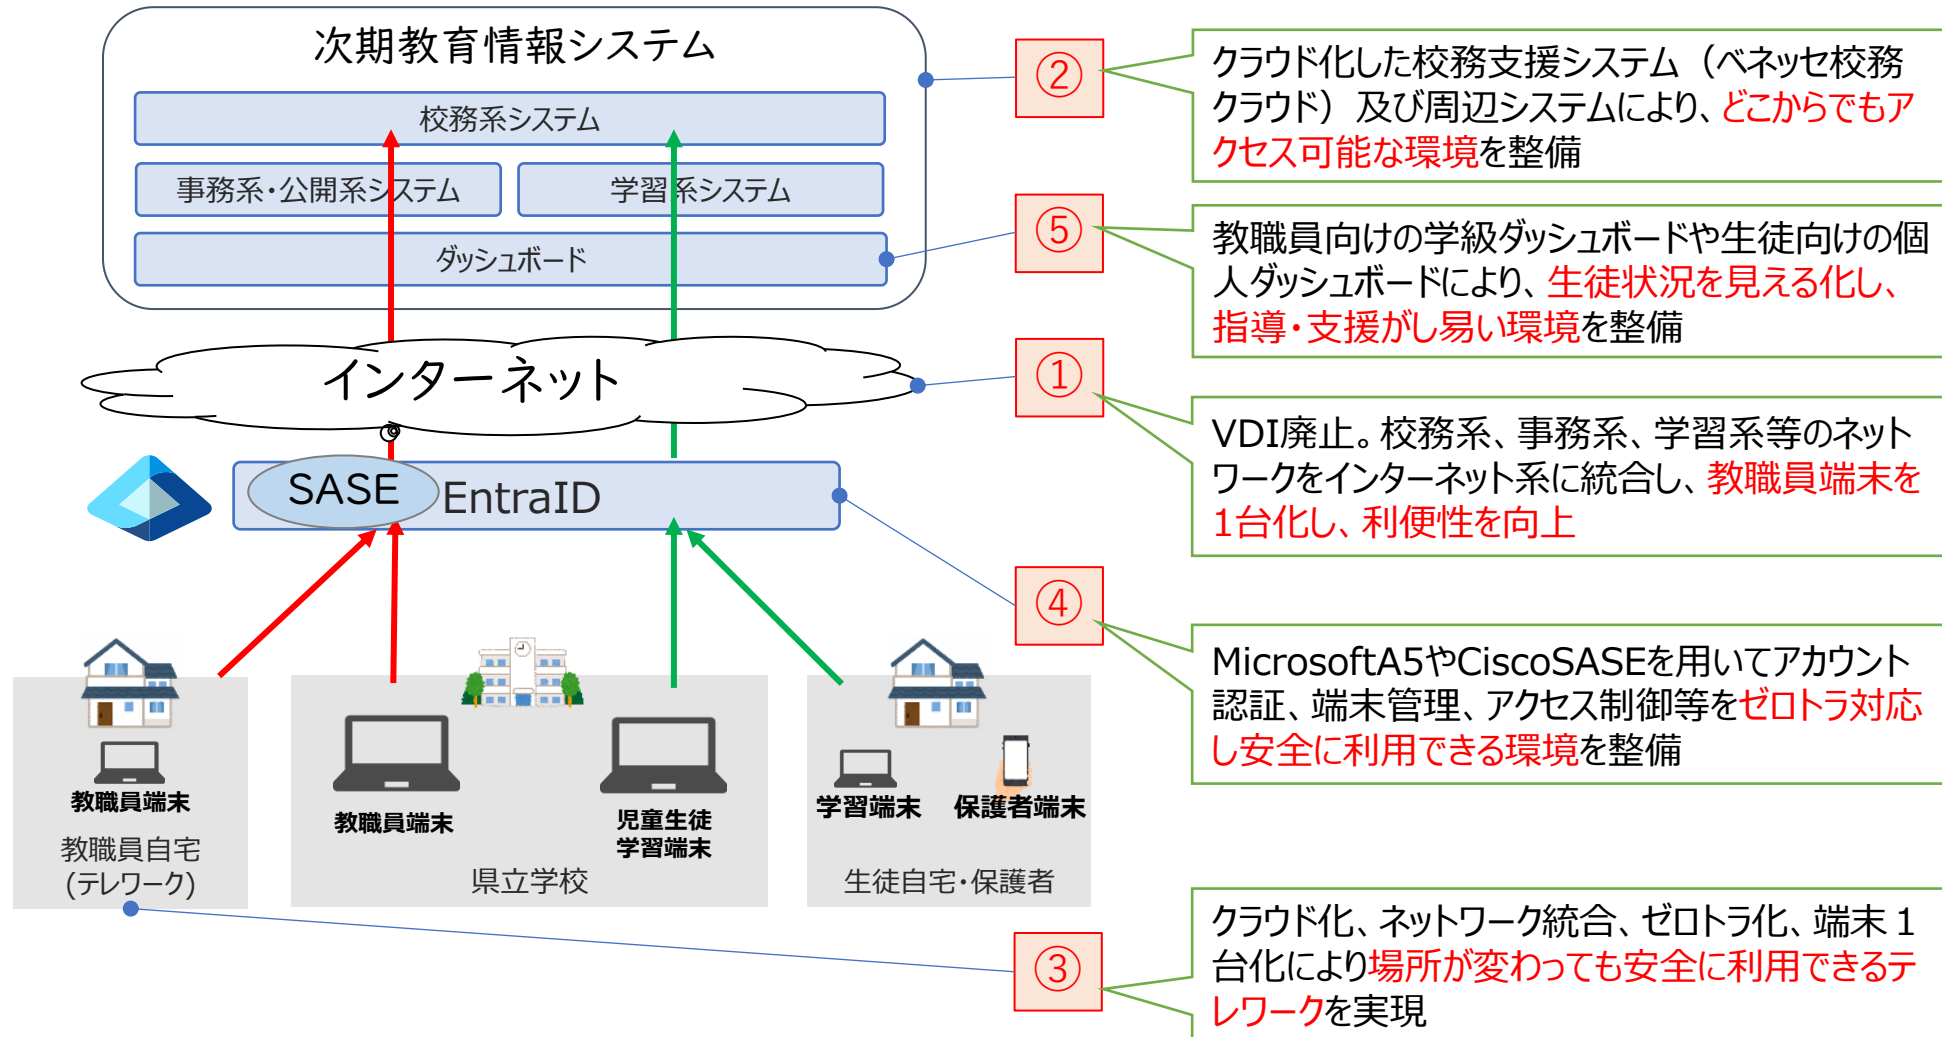 次期教育情報システム
校務系システム
事務系・公開系システム
学習系システム
ダッシュボード
インターネット
SASE
EntraID
教職員端末
教職員自宅
(テレワーク)
教職員端末
児童生徒
学習端末
県立学校
学習端末
保護者端末
生徒自宅・保護者
②
クラウド化した校務支援システム（ベネッセ校務
クラウド）及び周辺システムにより、どこからでもア
クセス可能な環境を整備
⑤
教職員向けの学級ダッシュボードや生徒向けの個
人ダッシュボードにより、生徒状況を見える化し、
指導・支援がし易い環境を整備
①
VDI廃止。校務系、事務系、学習系等のネット
ワークをインターネット系に統合し、教職員端末を
1台化し、利便性を向上
④
MicrosoftA5やCiscoSASEを用いてアカウント
認証、端末管理、アクセス制御等をゼロトラ対応
し安全に利用できる環境を整備
③
クラウド化、ネットワーク統合、ゼロトラ化、端末１
台化により場所が変わっても安全に利用できるテ
レワークを実現